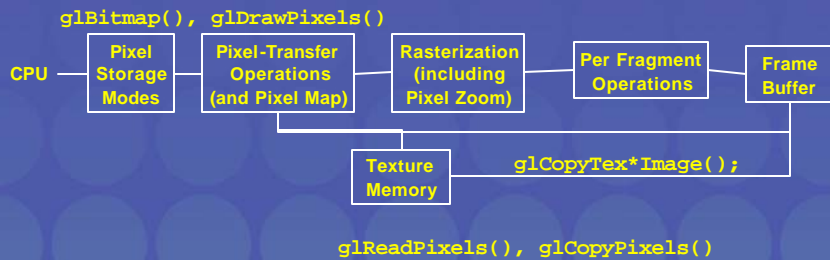 glBitmap(), glDrawPixels()
CPU
Pixel
Storage
Modes
Pixel-Transfer
Operations
(and Pixel Map)
Rasterization
(including
Pixel Zoom)
Per Fragment
Operations
Frame
Buffer
Texture
Memory
glCopyTex*Image();
glReadPixels(), glCopyPixels()